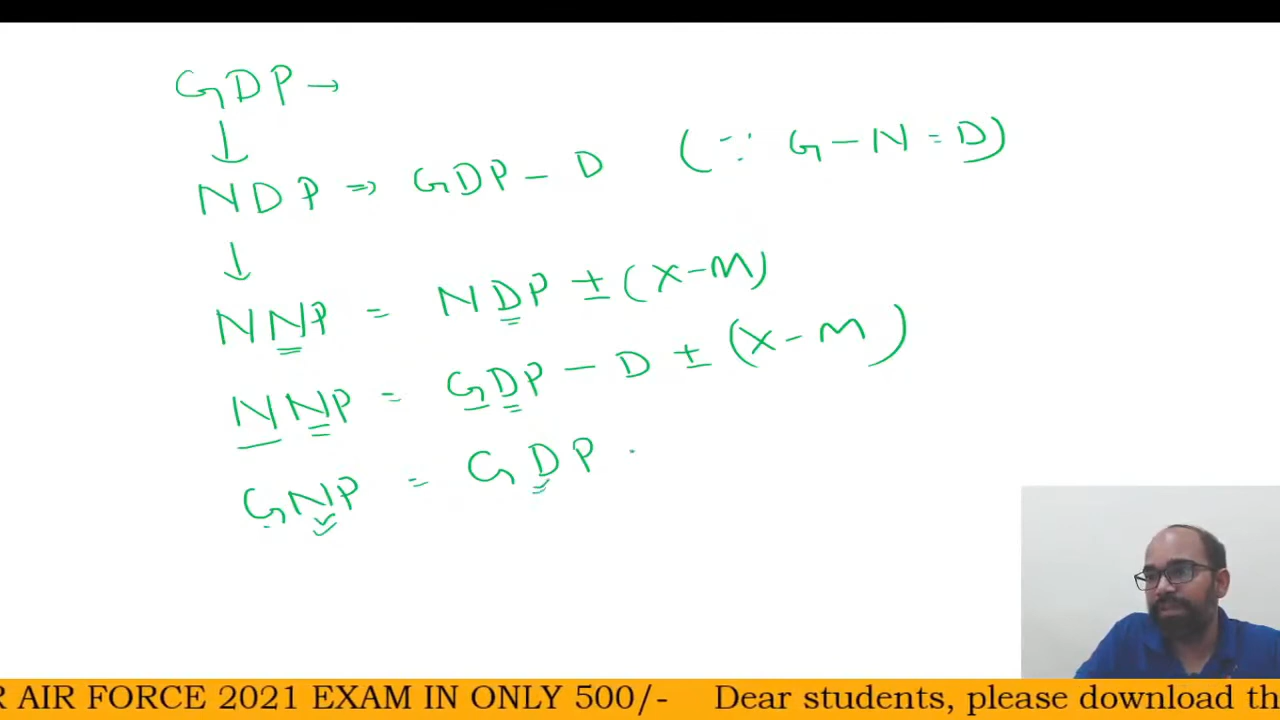 GDP →
↓
NDP ⇒ GDP - D (∵ G - N = D)
↓
NNP = NDP ± (X-M)
NNP = GDP - D ± (X-M)
GNP = GDP
R AIR FORCE 2021 EXAM IN ONLY 500/- Dear students, please download th